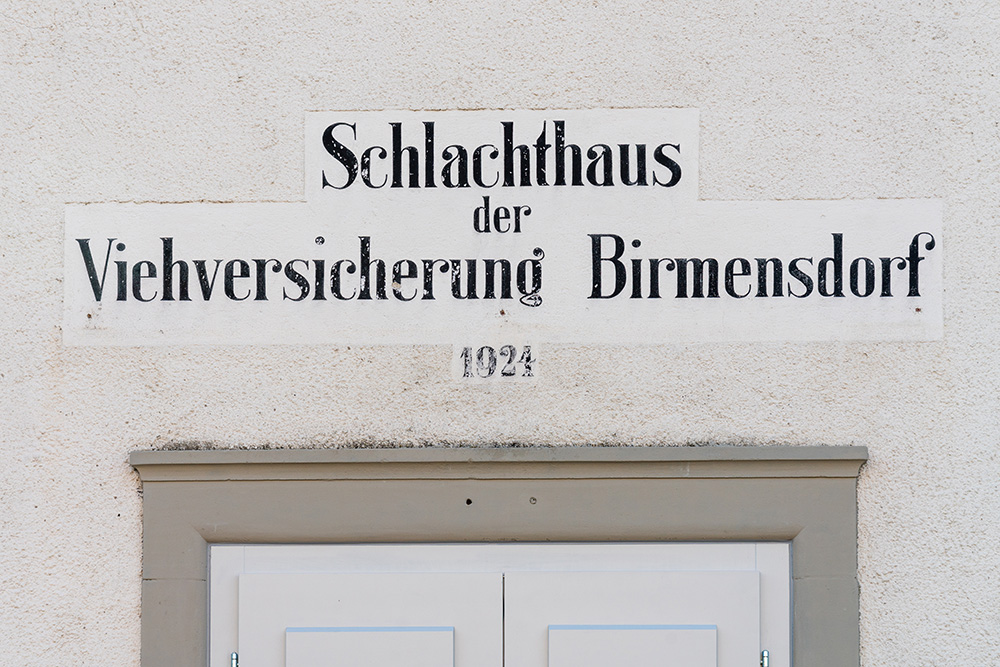 Schlachthaus
der
Viehversicherung Birmensdorf
1924